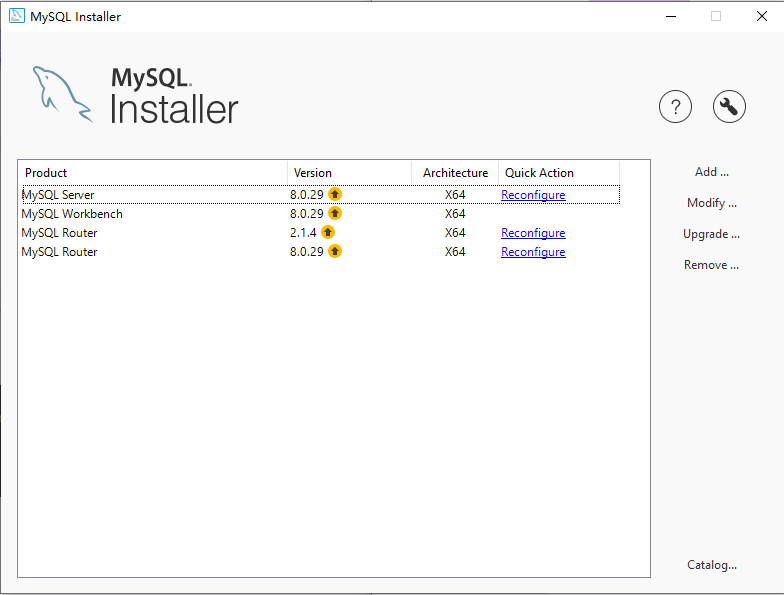 MySQL Installer
MySQL.
Installer
?
Product Version Architecture Quick Action
MySQL Server 8.0.29 X64 Reconfigure
MySQL Workbench 8.0.29 X64
MySQL Router 2.1.4 X64 Reconfigure
MySQL Router 8.0.29 X64 Reconfigure
Add ...
Modify ...
Upgrade ...
Remove ...
Catalog...